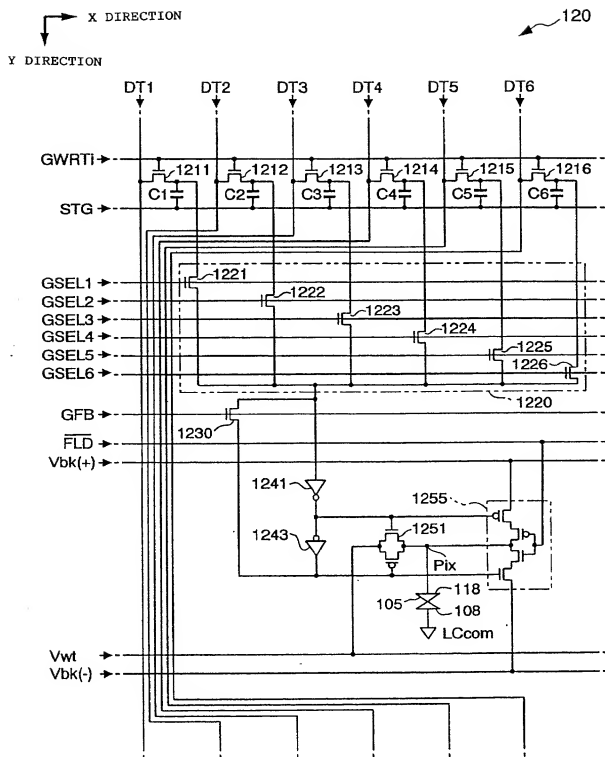 X DIRECTION
120
Y DIRECTION
DT1 DT2 DT3 DT4 DT5 DT6
GWRTi
1211 1212 1213 1214 1215 1216
C1 C2 C3 C4 C5 C6
STG
1221
GSEL1
1222
GSEL2
1223
GSEL3
1224
GSEL4
1225
GSEL5
1226
GSEL6
1220
GFB
1230
FLD
Vbk(+)
1241
1255
1251
1243
Pix
118
105
108
LCcom
Vwt
Vbk(-)